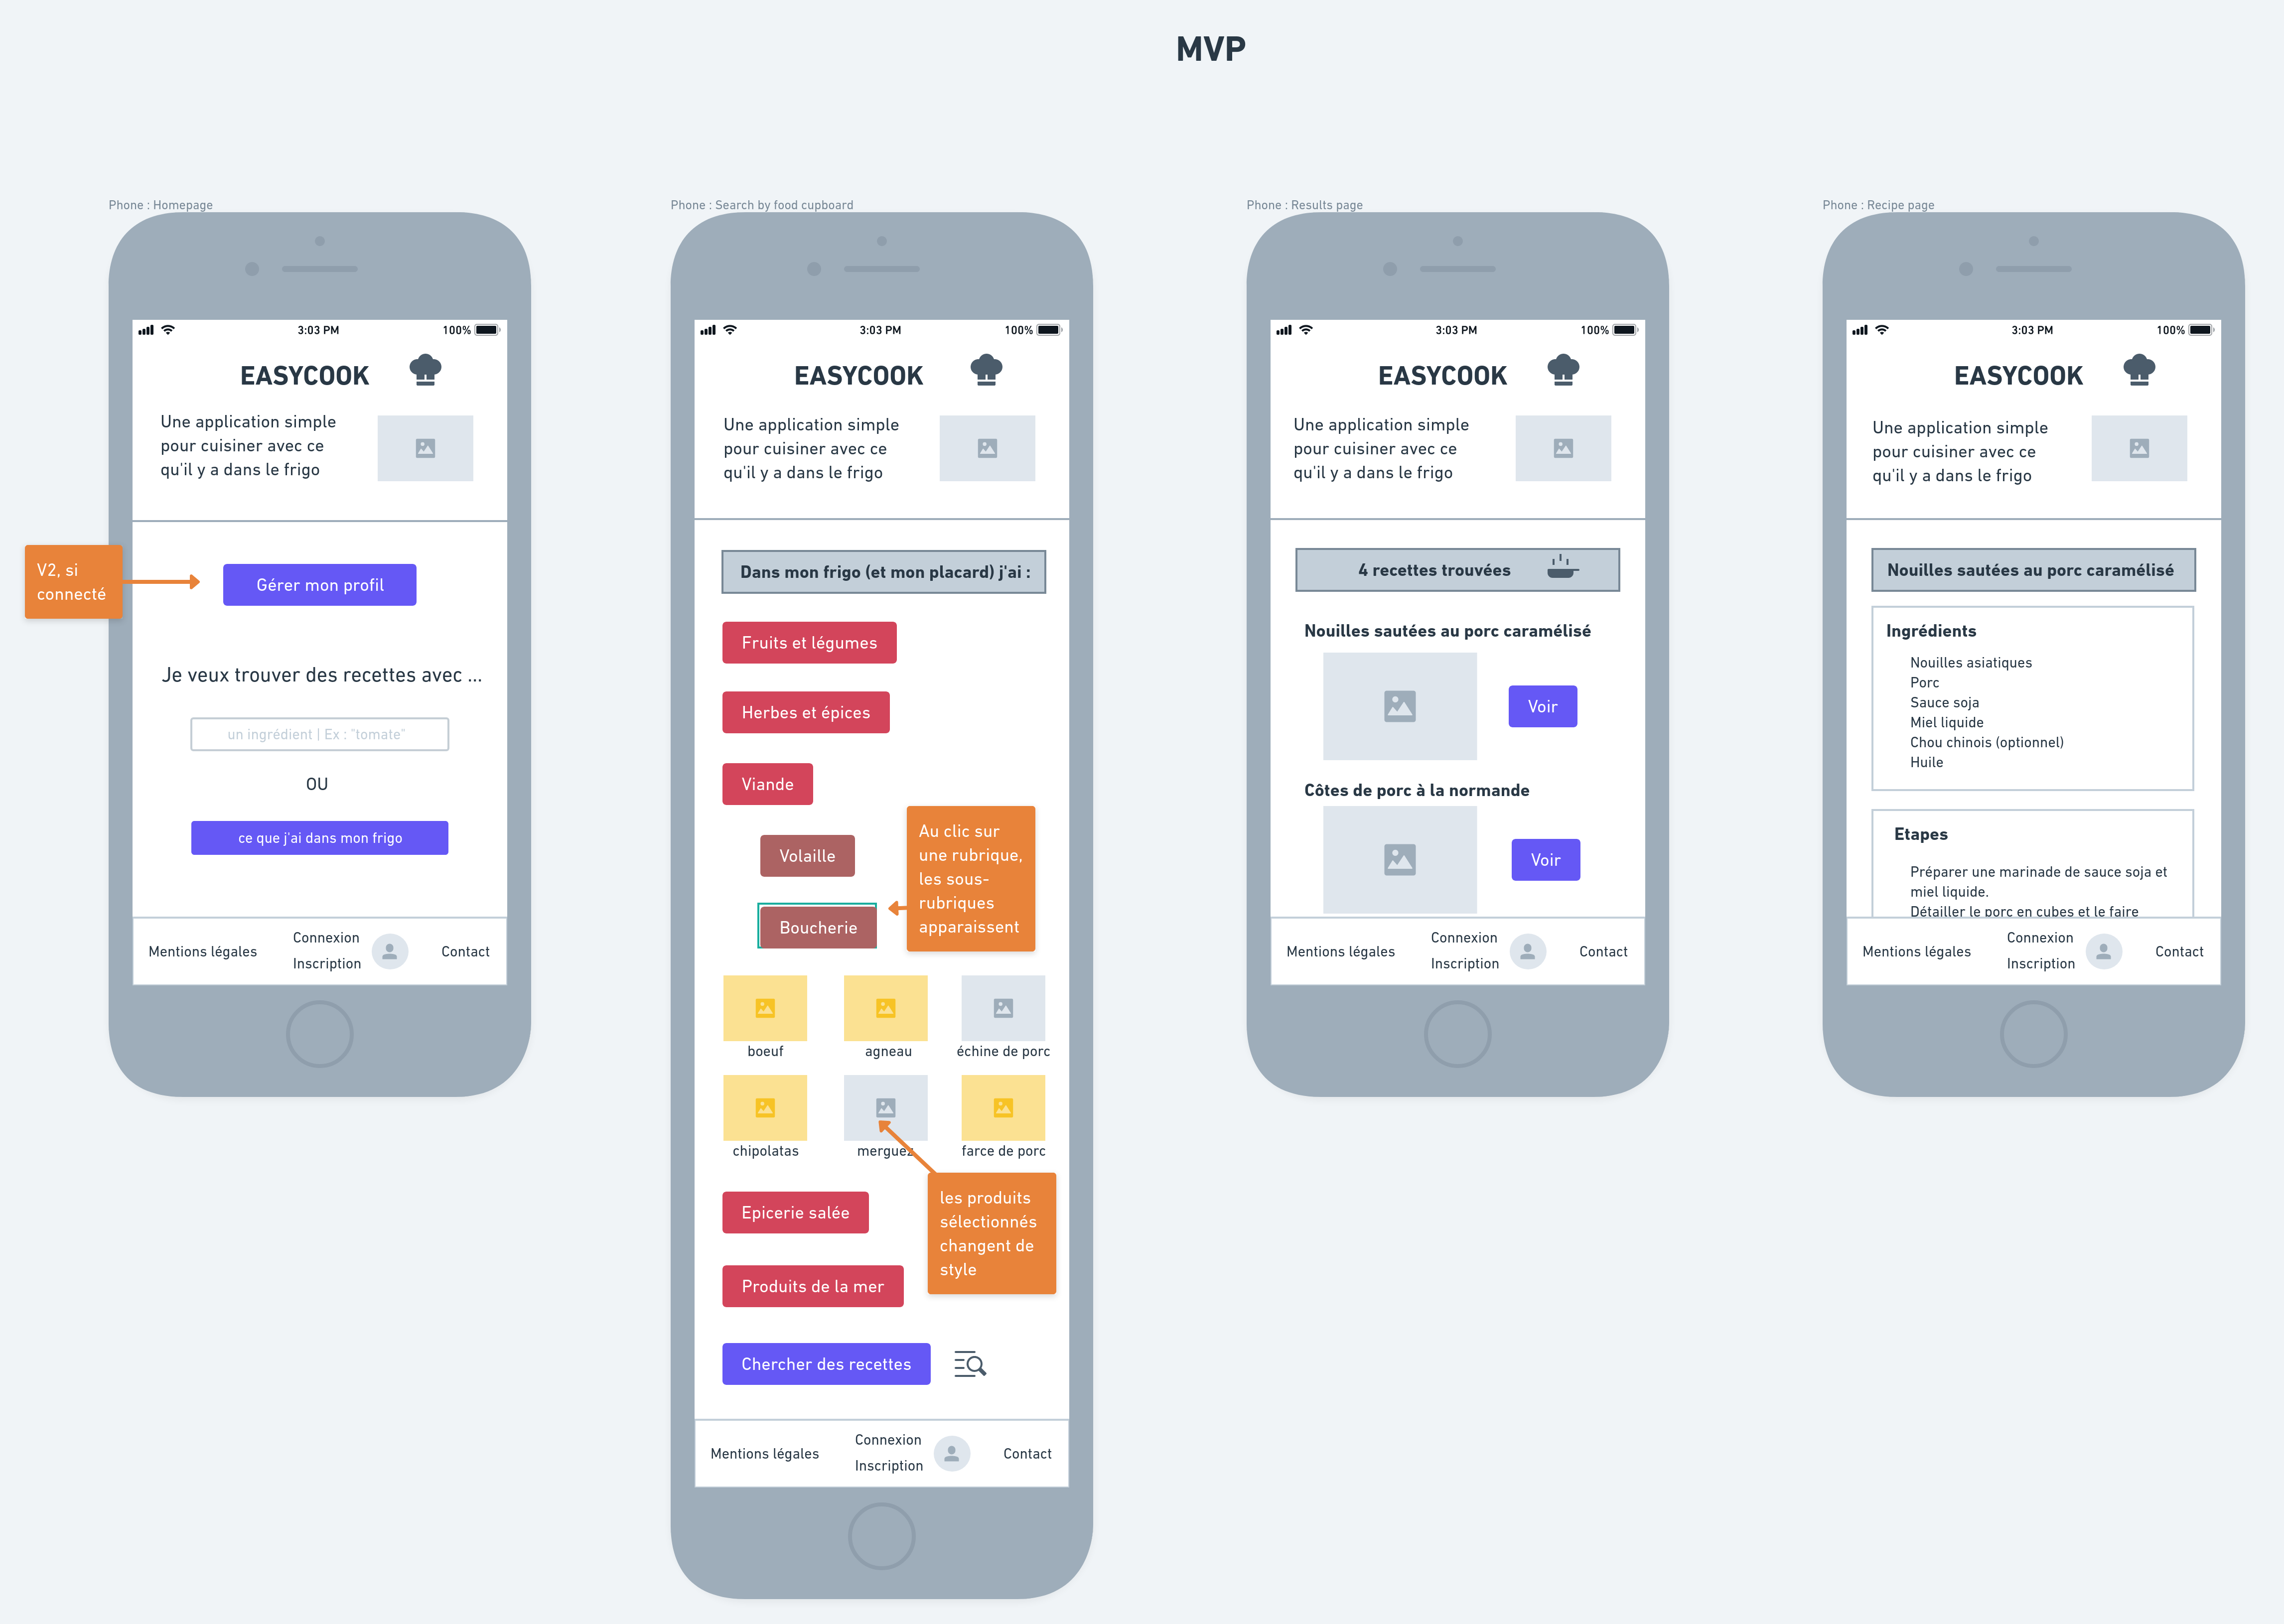 MVP
Phone : Homepage
3:03 PM
100%
EASYCOOK
Une application simple
pour cuisiner avec ce
qu'il y a dans le frigo
V2, si
connecté
Gérer mon profil
Je veux trouver des recettes avec ...
un ingrédient | Ex : "tomate"
OU
ce que j'ai dans mon frigo
Mentions légales
Connexion
Inscription
Contact
Phone : Search by food cupboard
3:03 PM
100%
EASYCOOK
Une application simple
pour cuisiner avec ce
qu'il y a dans le frigo
Dans mon frigo (et mon placard) j'ai :
Fruits et légumes
Herbes et épices
Viande
Volaille
Boucherie
Au clic sur
une rubrique,
les sous-
rubriques
apparaissent
boeuf
agneau
échine de porc
chipolatas
merguez
farce de porc
les produits
sélectionnés
changent de
style
Epicerie salée
Produits de la mer
Chercher des recettes
Mentions légales
Connexion
Inscription
Contact
Phone : Results page
3:03 PM
100%
EASYCOOK
Une application simple
pour cuisiner avec ce
qu'il y a dans le frigo
4 recettes trouvées
Nouilles sautées au porc caramélisé
Voir
Côtes de porc à la normande
Voir
Mentions légales
Connexion
Inscription
Contact
Phone : Recipe page
3:03 PM
100%
EASYCOOK
Une application simple
pour cuisiner avec ce
qu'il y a dans le frigo
Nouilles sautées au porc caramélisé
Ingrédients
Nouilles asiatiques
Porc
Sauce soja
Miel liquide
Chou chinois (optionnel)
Huile
Etapes
Préparer une marinade de sauce soja et
miel liquide.
Détailler le porc en cubes et le faire
Mentions légales
Connexion
Inscription
Contact